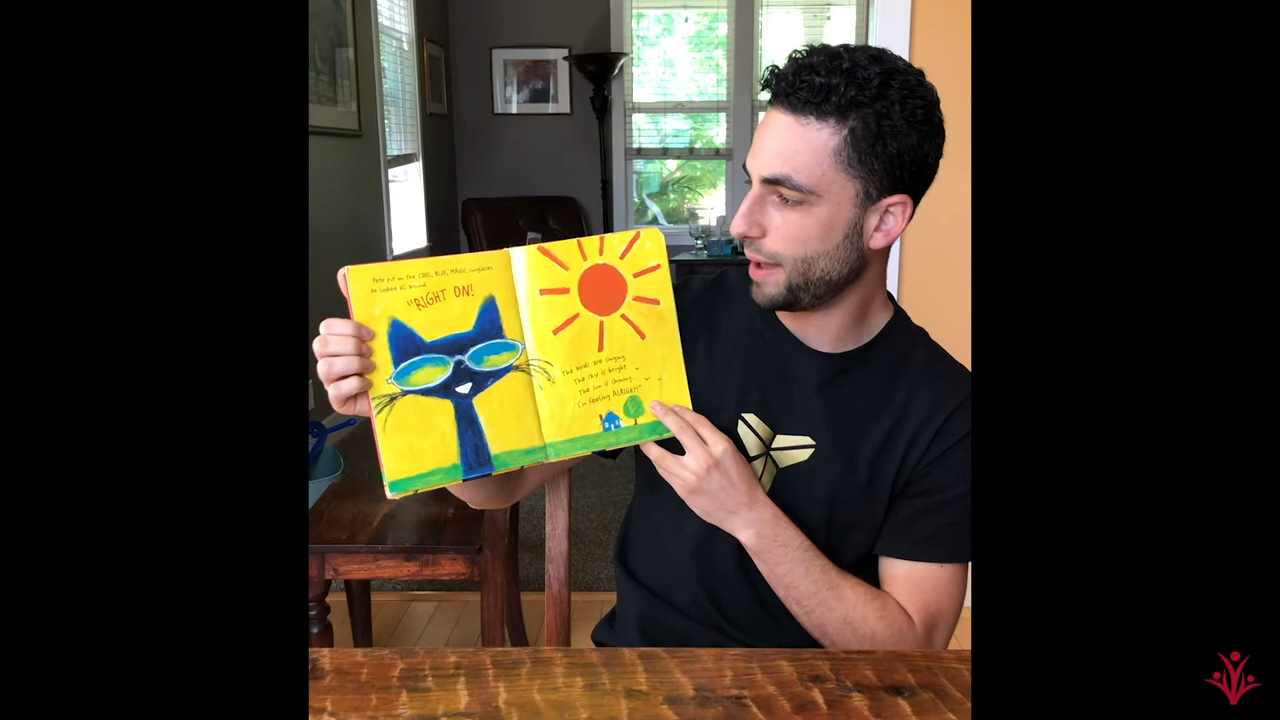 Pete put on the COOL, BLUE, MAGIC sunglasses.
He looked all around.
"RIGHT ON!
The birds are singing.
The sky is bright.
The sun is shining.
I'm feeling ALRIGHT!"